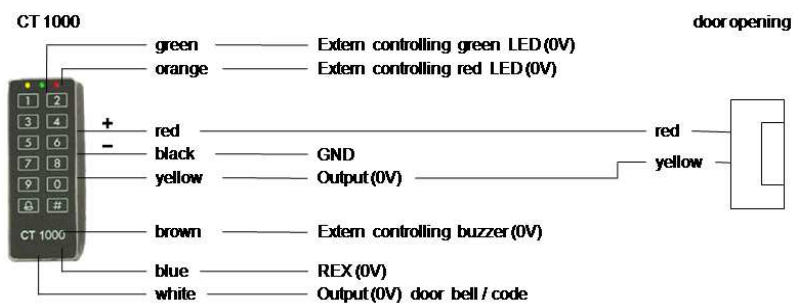 CT 1000 door opening
green Extern controlling green LED (0V)
orange Extern controlling red LED (0V)
1 2
3 4
+ red red
5 6
−
black GND
7 8
yellow Output (0V) yellow
9 0
#
brown Extern controlling buzzer (0V)
CT 1000
blue REX (0V)
white Output (0V) door bell / code